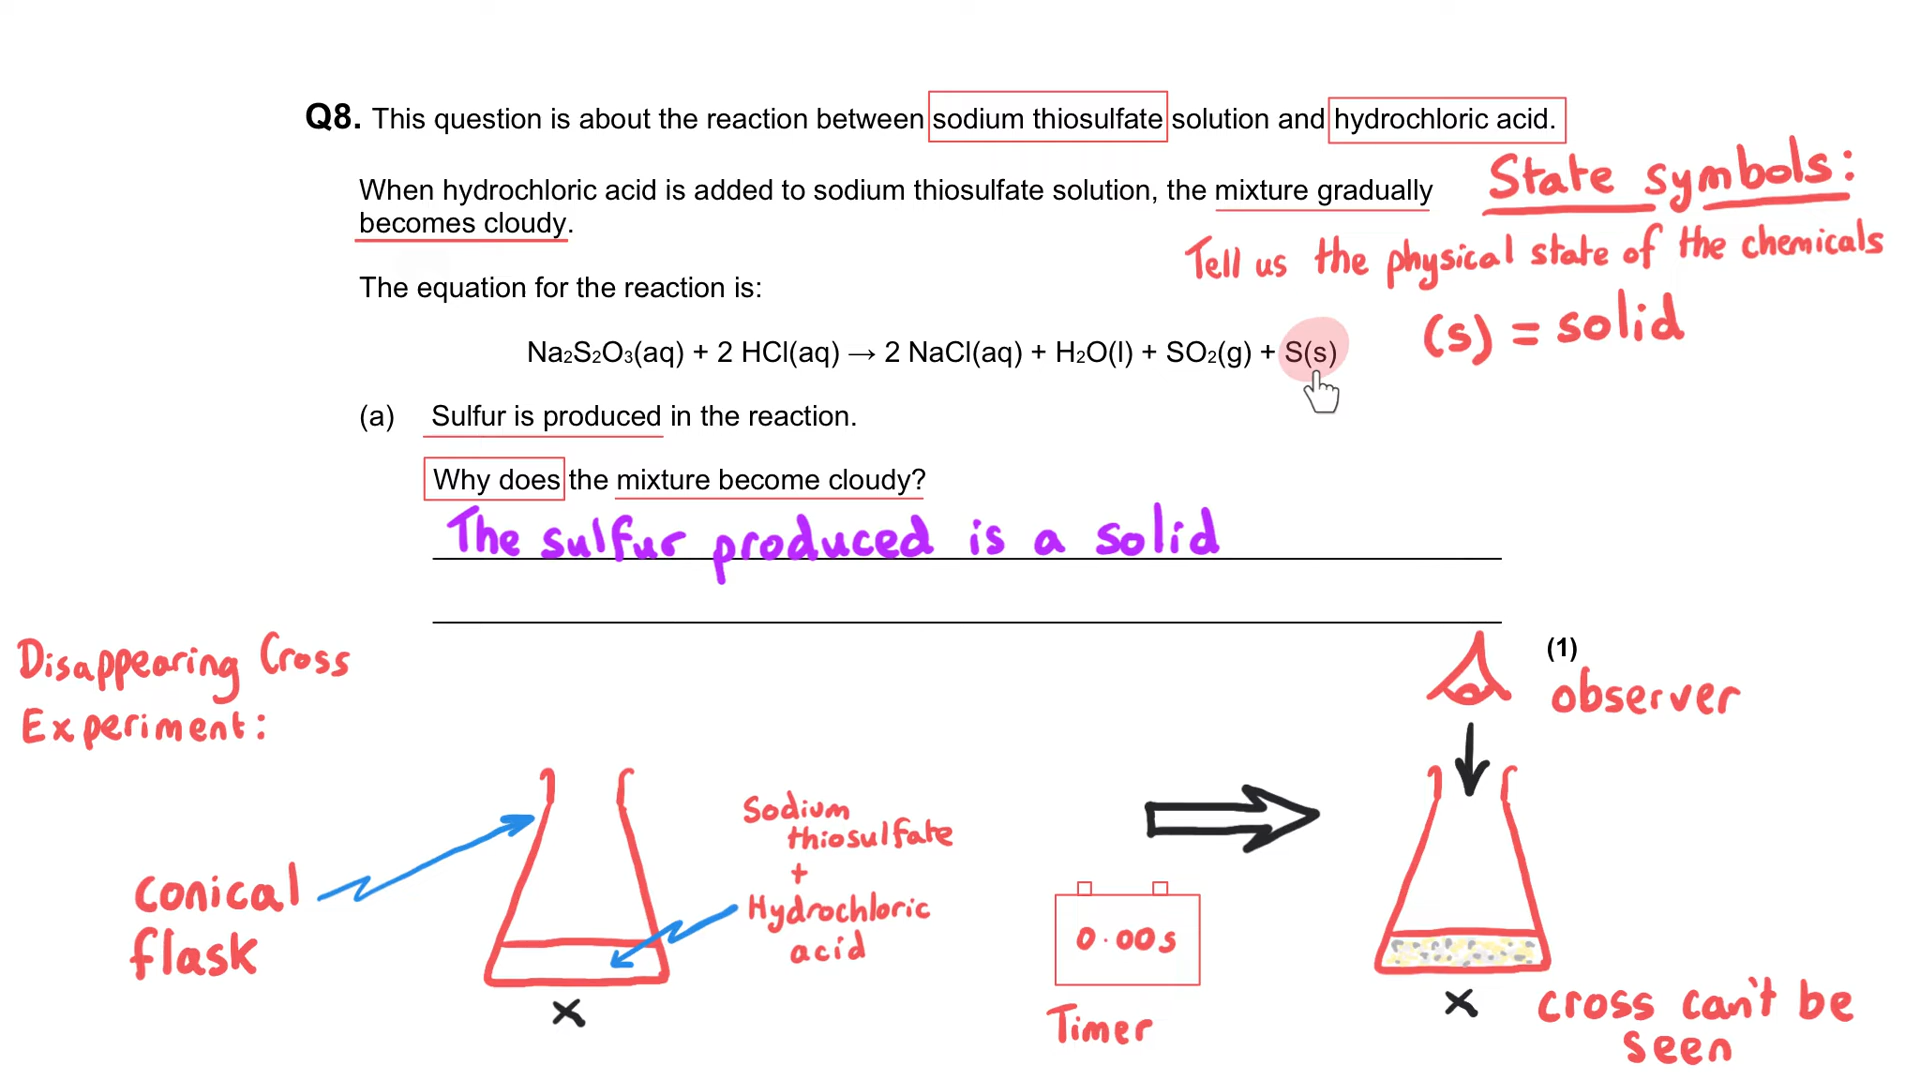 Q8. This question is about the reaction between sodium thiosulfate solution and hydrochloric acid.
State symbols:
When hydrochloric acid is added to sodium thiosulfate solution, the mixture gradually
becomes cloudy.
Tell us the physical state of the chemicals
The equation for the reaction is:
(s) = solid
Na2S2O3(aq) + 2 HCl(aq) → 2 NaCl(aq) + H2O(l) + SO2(g) + S(s)
(a) Sulfur is produced in the reaction.
Why does the mixture become cloudy?
The sulfur produced is a solid
(1)
Disappearing Cross
Experiment:
observer
conical
flask
Sodium
thiosulfate
+
Hydrochloric
acid
0.00s
Timer
x
x
cross can't be
seen